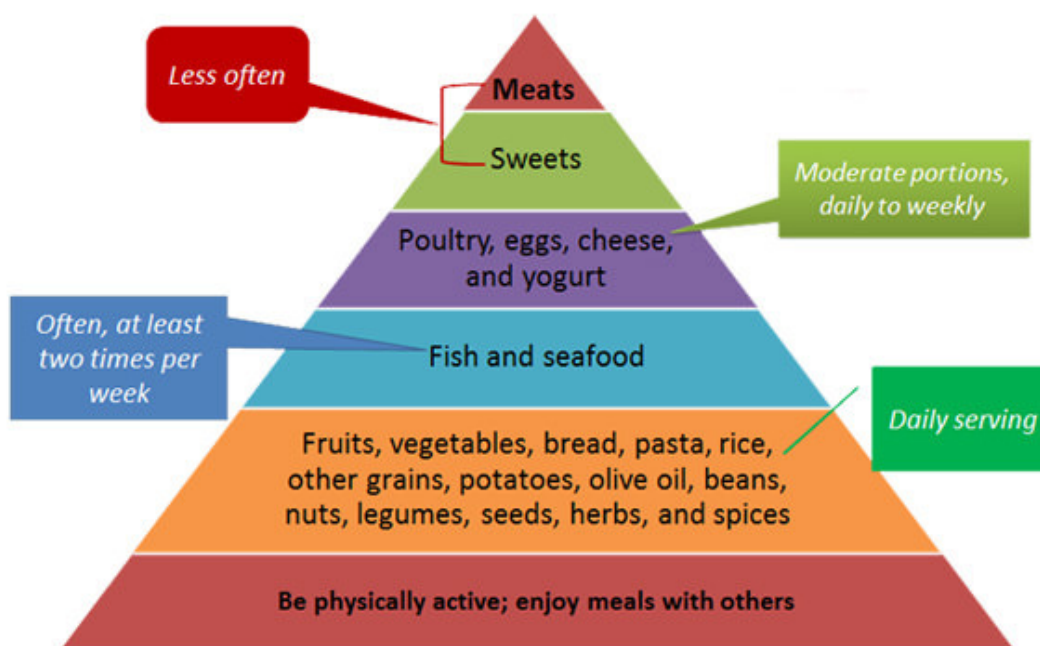 Less often
Meats
Sweets
Moderate portions,
daily to weekly
Poultry, eggs, cheese,
and yogurt
Often, at least
two times per
week
Fish and seafood
Daily serving
Fruits, vegetables, bread, pasta, rice,
other grains, potatoes, olive oil, beans,
nuts, legumes, seeds, herbs, and spices
Be physically active; enjoy meals with others